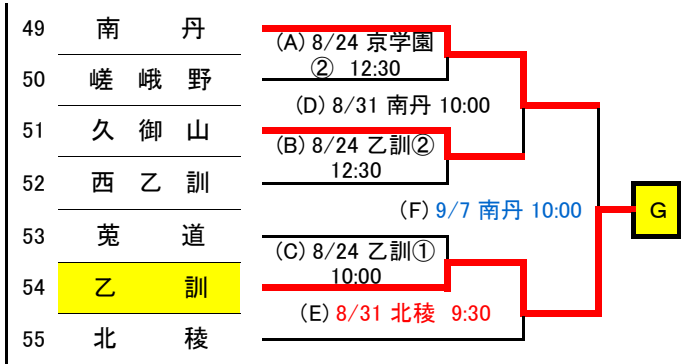 49 南 丹
(A) 8/24 京学園
② 12:30
50 嵯 峨 野
(D) 8/31 南丹 10:00
51 久 御 山
(B) 8/24 乙訓②
12:30
52 西 乙 訓
(F) 9/7 南丹 10:00
G
53 莵 道
(C) 8/24 乙訓①
10:00
54 乙 訓
(E) 8/31 北稜 9:30
55 北 稜